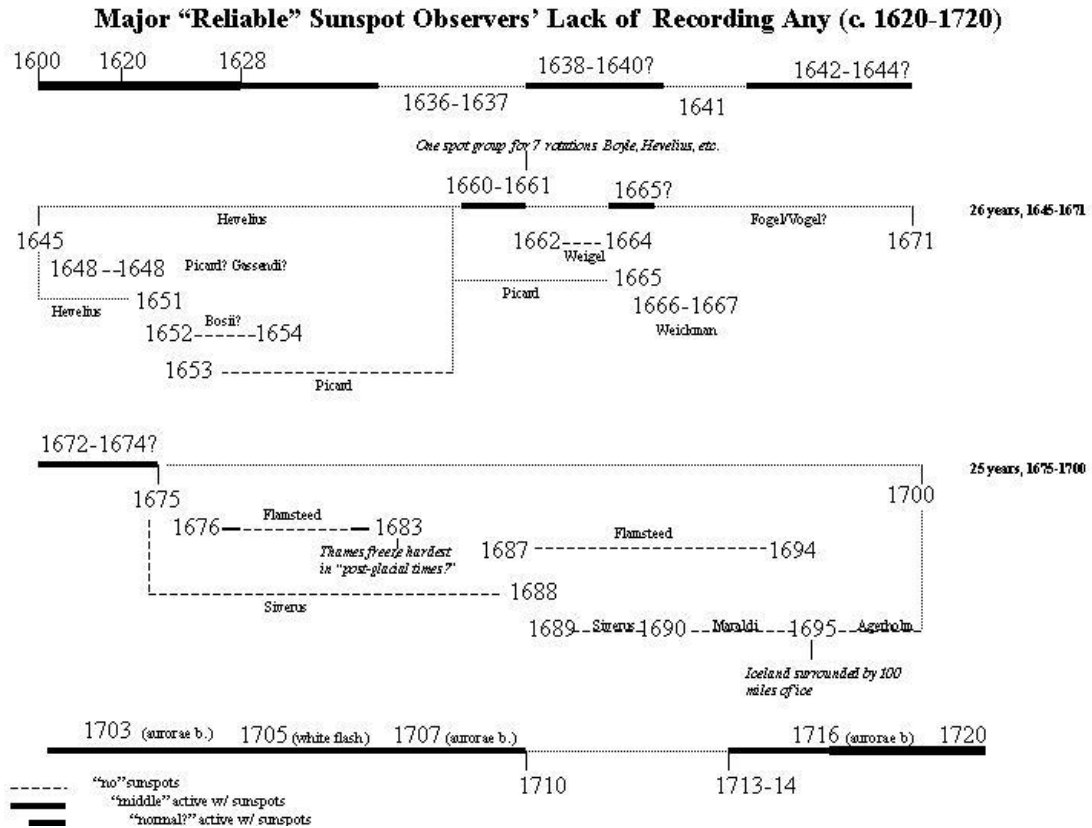 Major “Reliable” Sunspot Observers’ Lack of Recording Any (c. 1620-1720)
1600 1620 1628 1638-1640? 1642-1644?
1636-1637 1641
One spot group for 7 rotations Boyle, Hevelius, etc.
1660-1661 1665?
Hevelius Fogel/Vogel? 26 years, 1645-1671
1645 1662 1664 1671
Weigel
1648 1648 Picard? Gassendi?
1665
Picard
1651
Hevelius
1666-1667
Weickman
Bosii?
1652 1654
1653
Picard
1672-1674?
25 years, 1675-1700
1675 1700
Flamsteed
1676 1683
Flamsteed
1687 1694
Thames freeze hardest
in “post-glacial times?”
1688
Siverus
1689 Siverus 1690 Maraldi 1695 Agerholm
Iceland surrounded by 100
miles of ice
1703 (aurorae b.) 1705 (white flash) 1707 (aurorae b.) 1716 (aurorae b) 1720
1710 1713-14
“no” sunspots
“middle” active w/ sunspots
“normal?” active w/ sunspots